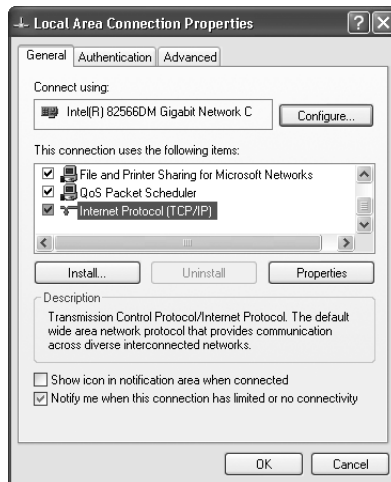 Local Area Connection Properties
General Authentication Advanced
Connect using:
Intel(R) 82566DM Gigabit Network C Configure...
This connection uses the following items:
File and Printer Sharing for Microsoft Networks
QoS Packet Scheduler
Internet Protocol (TCP/IP)
Install... Uninstall Properties
Description
Transmission Control Protocol/Internet Protocol. The default
wide area network protocol that provides communication
across diverse interconnected networks.
Show icon in notification area when connected
Notify me when this connection has limited or no connectivity
OK Cancel